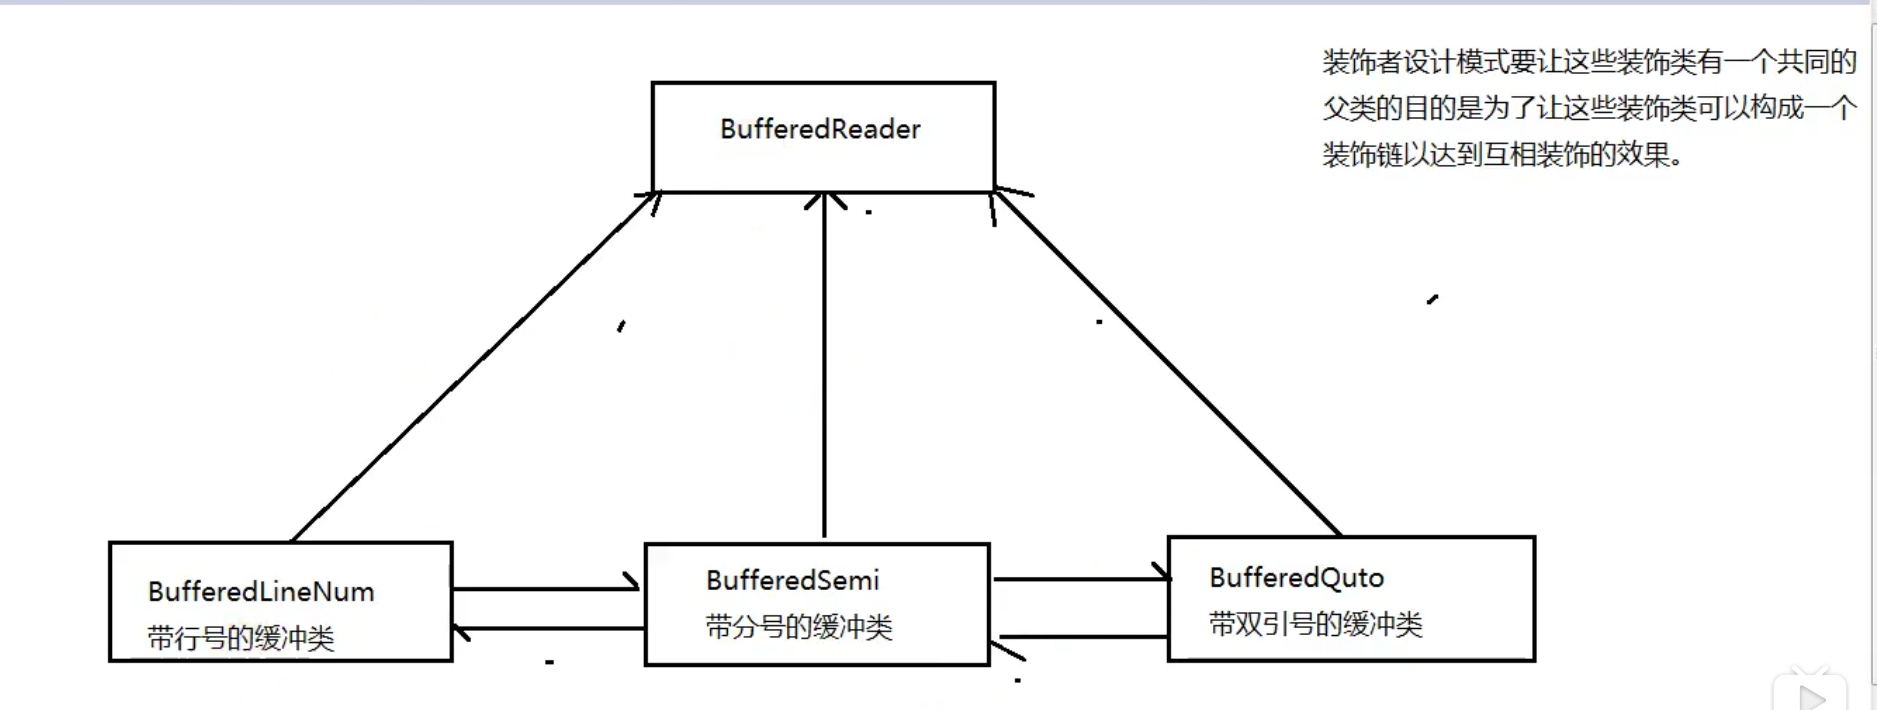 装饰者设计模式要让这些装饰类有一个共同的
父类的目的是为了让这些装饰类可以构成一个
装饰链以达到互相装饰的效果。
BufferedReader
BufferedLineNum
带行号的缓冲类
BufferedSemi
带分号的缓冲类
BufferedQuto
带双引号的缓冲类